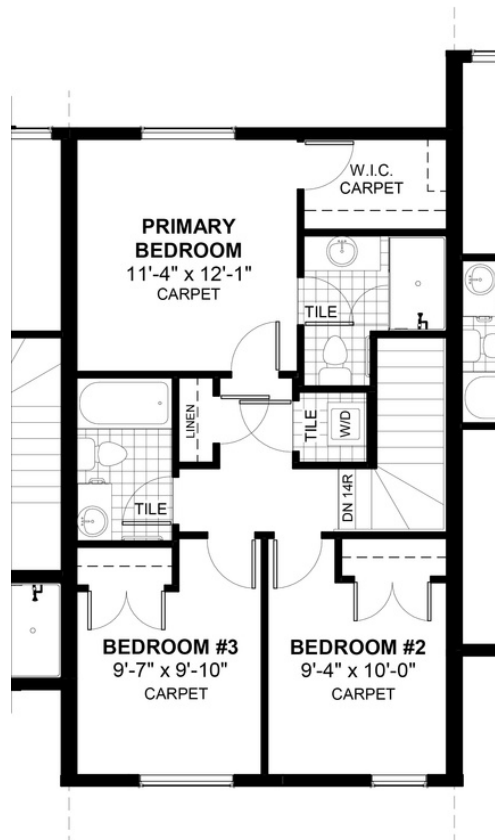 W.I.C.
CARPET
PRIMARY
BEDROOM
11'-4" x 12'-1"
CARPET
TILE
LINEN
TILE
W/D
TILE
DN 14R
BEDROOM #3
9'-7" x 9'-10"
CARPET
BEDROOM #2
9'-4" x 10'-0"
CARPET